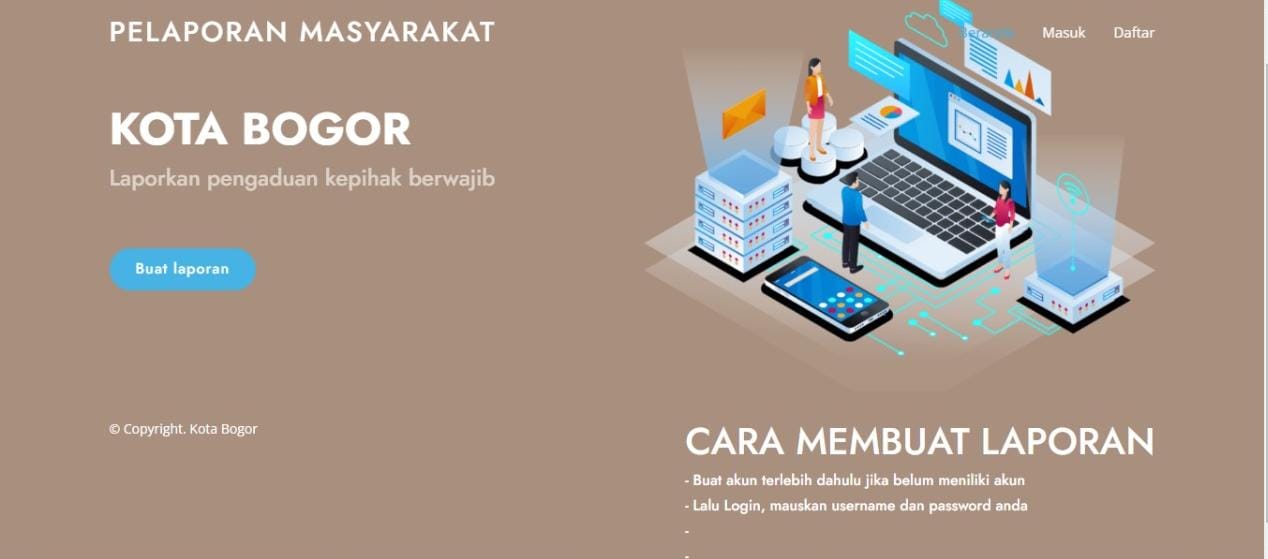 PELAPORAN MASYARAKAT
Beranda Masuk Daftar
KOTA BOGOR
Laporkan pengaduan kepihak berwajib
Buat laporan
© Copyright. Kota Bogor
CARA MEMBUAT LAPORAN
- Buat akun terlebih dahulu jika belum meniliki akun
- Lalu Login, mauskan username dan password anda
-
-